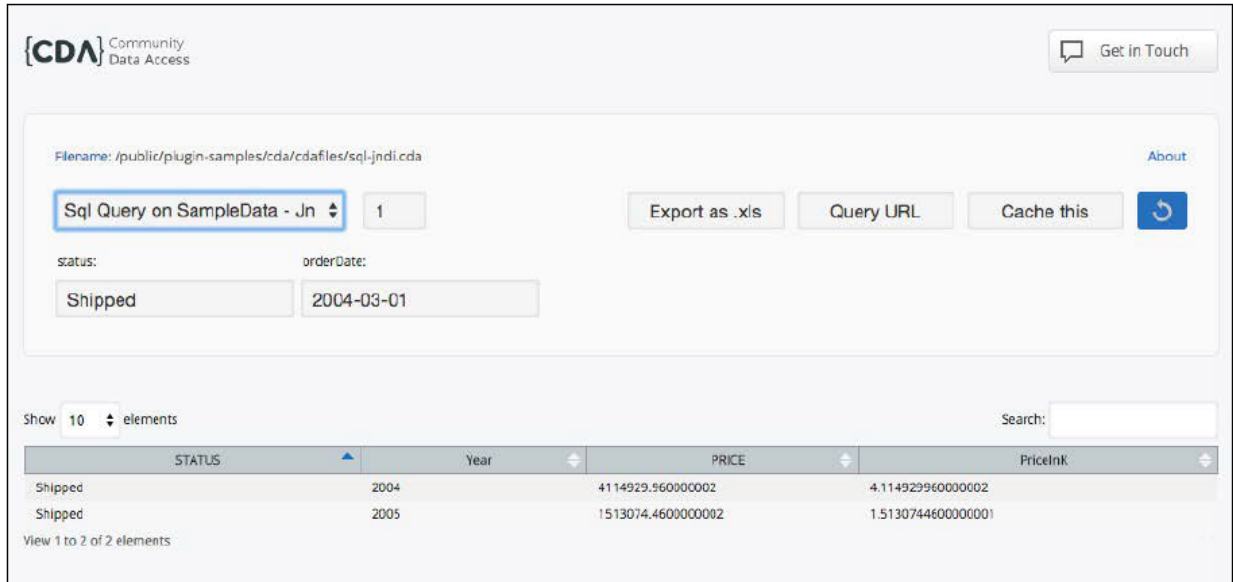 {CDA} Community Data Access
Get in Touch
Filename: /public/plugin-samples/cda/cdafiles/sql-jndi.cda
About
Sql Query on SampleData - Jn
1
Export as .xls
Query URL
Cache this
status:
orderDate:
Shipped
2004-03-01
Show 10 elements
Search:
STATUS Year PRICE PriceInK
Shipped 2004 4114929.960000002 4.114929960000002
Shipped 2005 1513074.4600000002 1.5130744600000001
View 1 to 2 of 2 elements